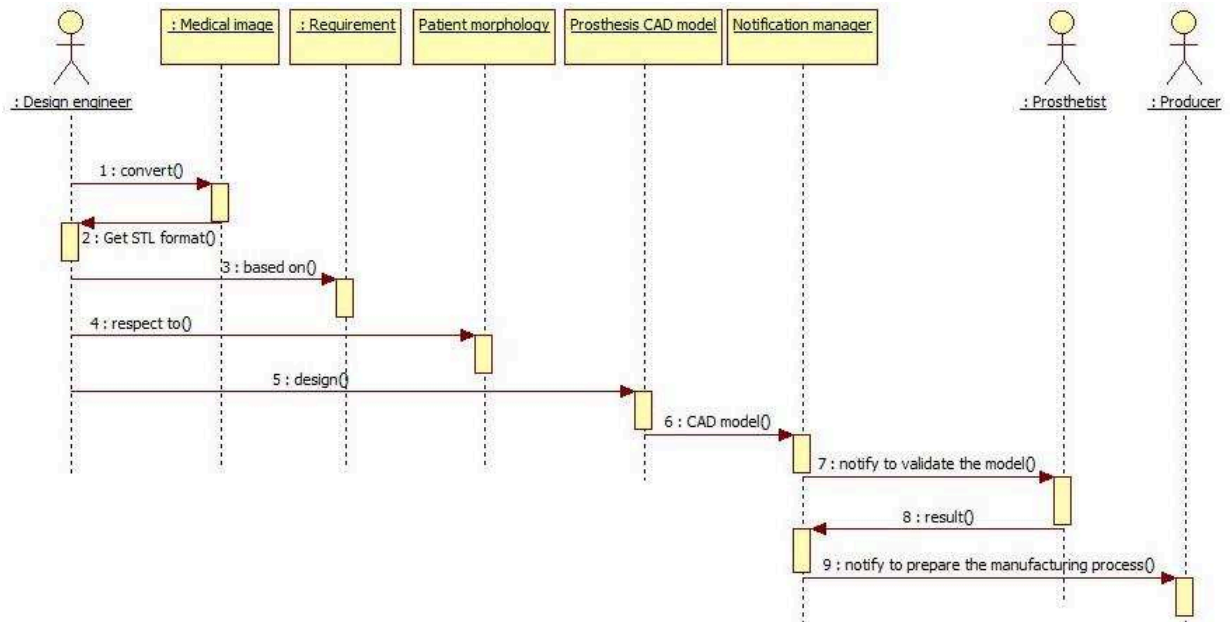 : Medical image
: Requirement
Patient morphology
Prosthesis CAD model
Notification manager
: Design engineer
: Prosthetist
: Producer
1 : convert()
2 : Get STL format()
3 : based on()
4 : respect to()
5 : design()
6 : CAD model()
7 : notify to validate the model()
8 : result()
9 : notify to prepare the manufacturing process()